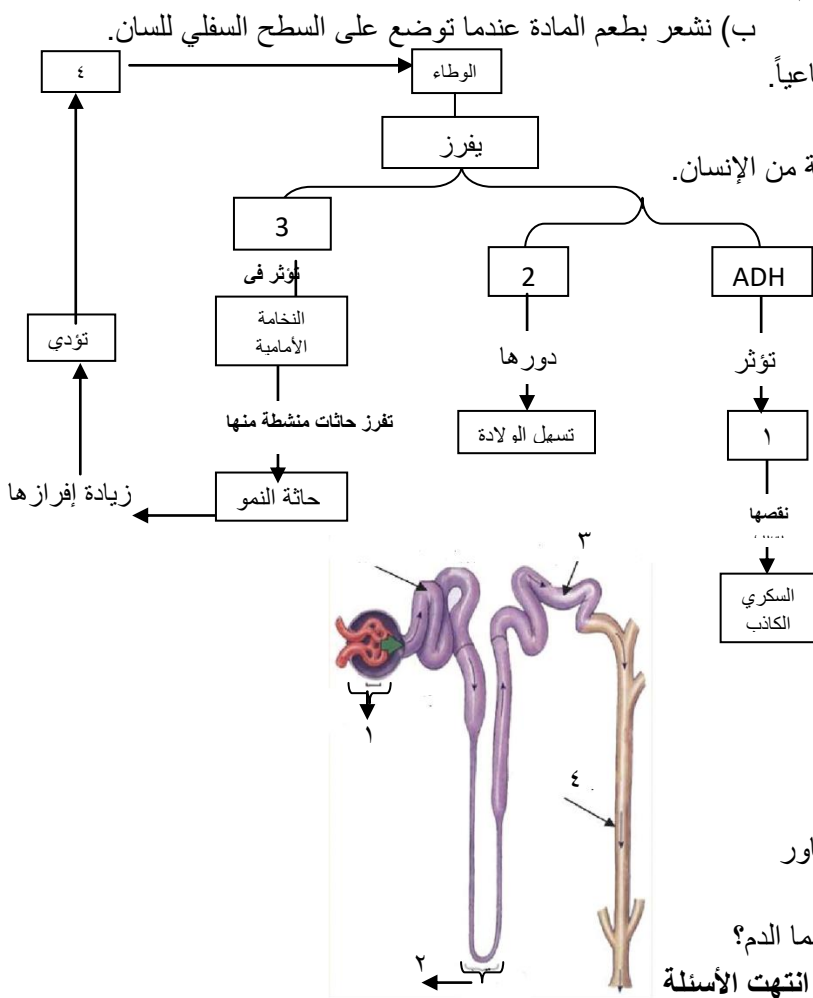 ب) نشعر بطعم المادة عندما توضع على السطح السفلي للسان.
اعياً.
ة من الإنسان.
٤
الوطاء
يفرز
3
2
ADH
تؤثر فى
النخامة
الأمامية
تؤدي
دورها
تؤثر
تفرز حاثات منشطة منها
تسهل الولادة
١
زيادة إفرازها
حاثة النمو
نقصها
السكري
الكاذب
٣
١
٤
٢
اور
ما الدم؟
انتهت الأسئلة